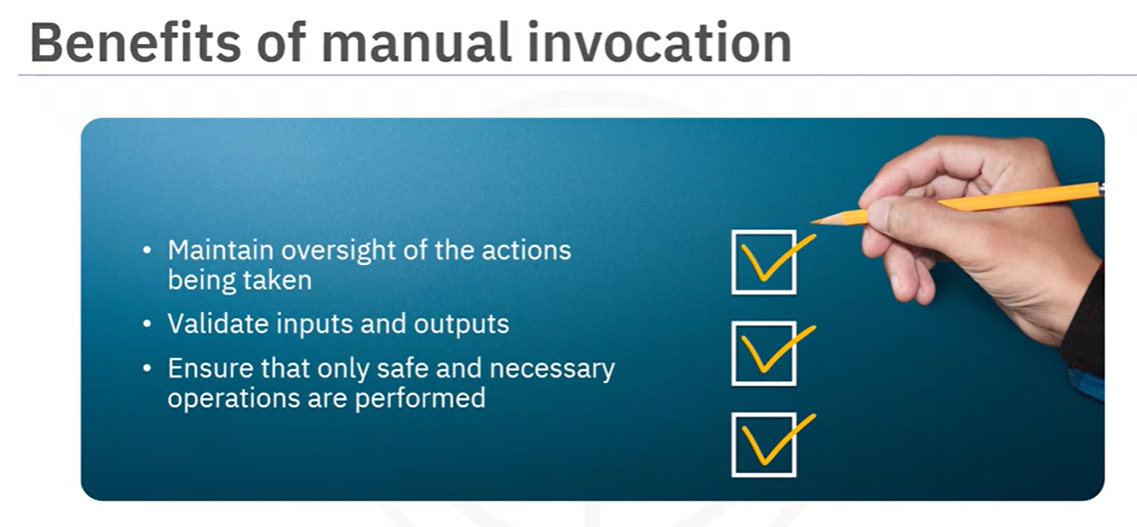 Benefits of manual invocation
• Maintain oversight of the actions
being taken
• Validate inputs and outputs
• Ensure that only safe and necessary
operations are performed